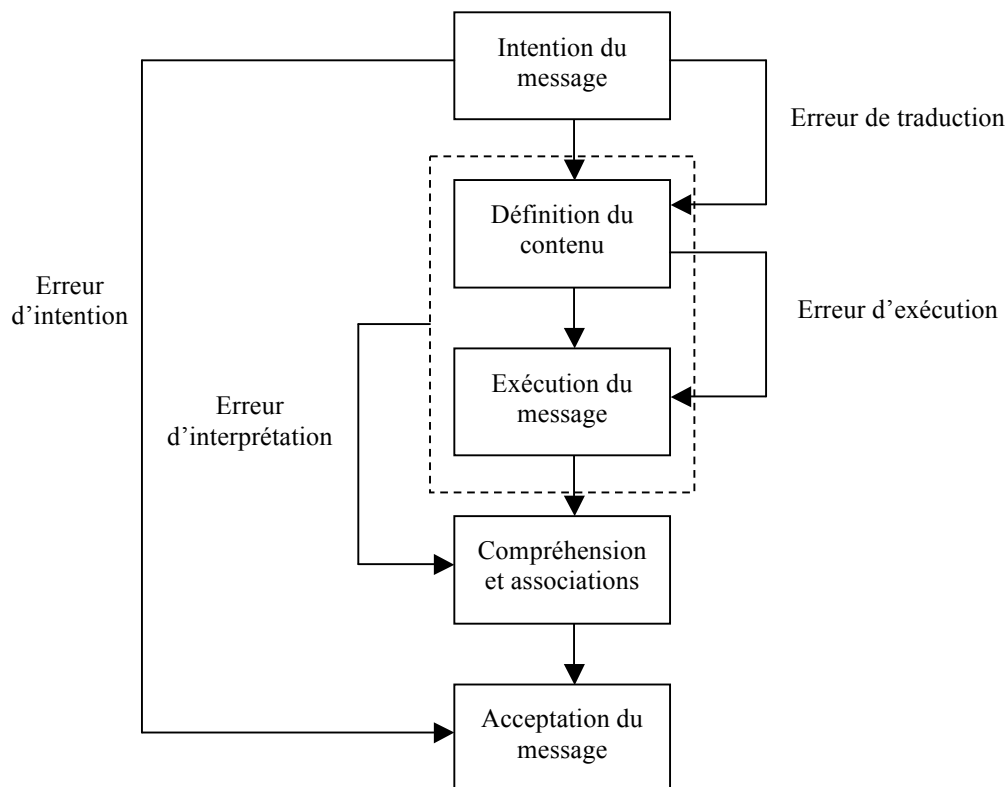 Intention du
message
Erreur de traduction
Définition du
contenu
Erreur
d’intention
Erreur d’exécution
Exécution du
message
Erreur
d’interprétation
Compréhension
et associations
Acceptation du
message